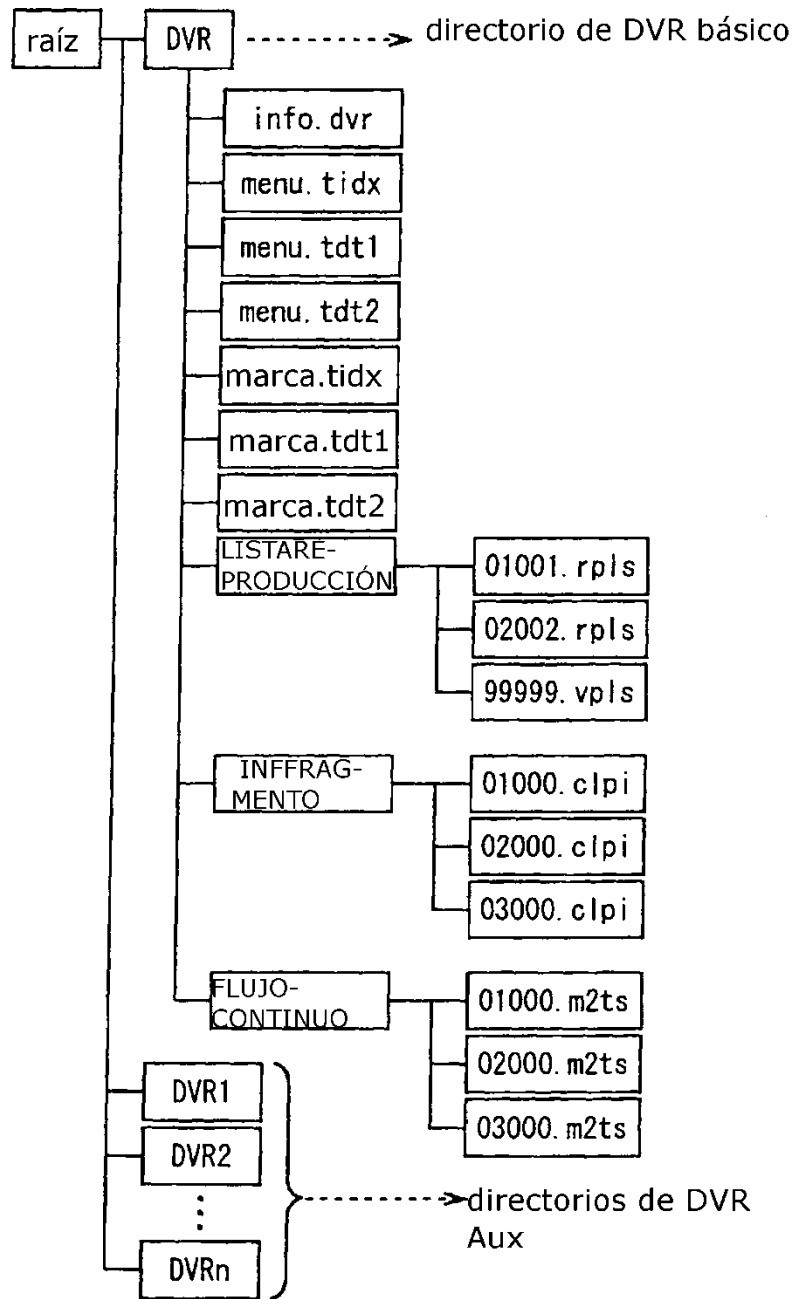 raíz
DVR
directorio de DVR básico
info.dvr
menu.tidx
menu.tdt1
menu.tdt2
marca.tidx
marca.tdt1
marca.tdt2
LISTARE-
PRODUCCIÓN
01001.rpls
02002.rpls
99999.vpls
INFFRAG-
MENTO
01000.clpi
02000.clpi
03000.clpi
FLUJO-
CONTINUO
01000.m2ts
02000.m2ts
03000.m2ts
DVR1
DVR2
⋮
DVRn
directorios de DVR
Aux